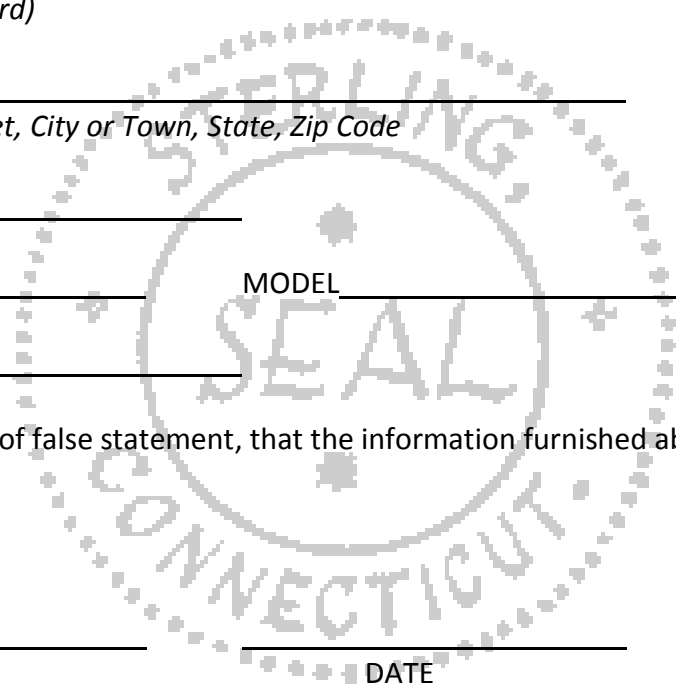 rd)
et, City or Town, State, Zip Code
MODEL
of false statement, that the information furnished ab
DATE
STERLING,
SEAL
CONNECTICUT.